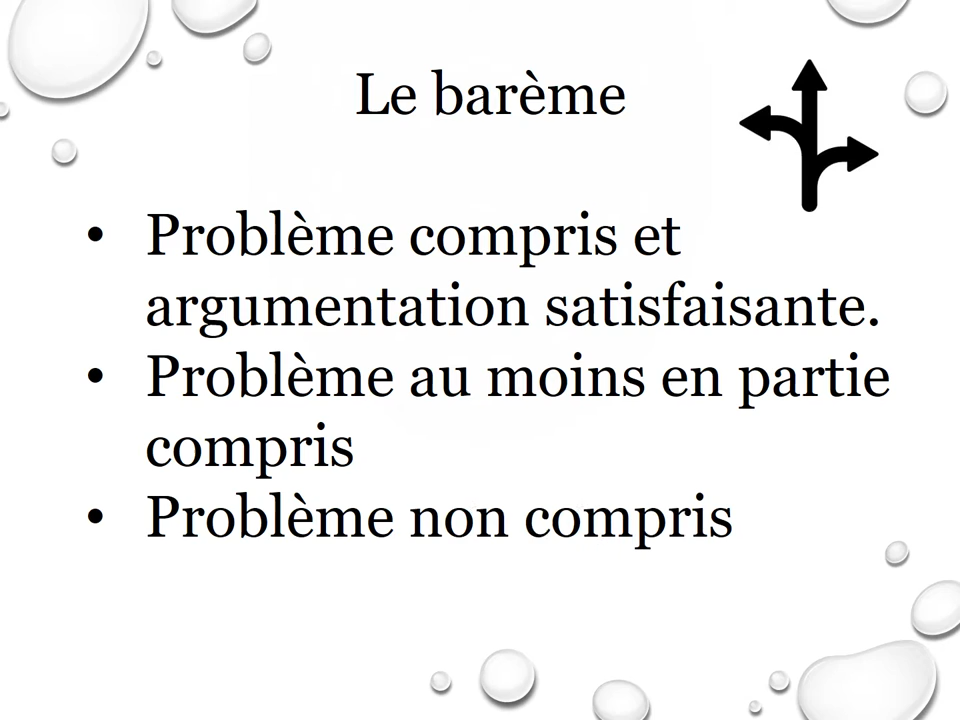 Le barème
• Problème compris et
argumentation satisfaisante.
• Problème au moins en partie
compris
• Problème non compris